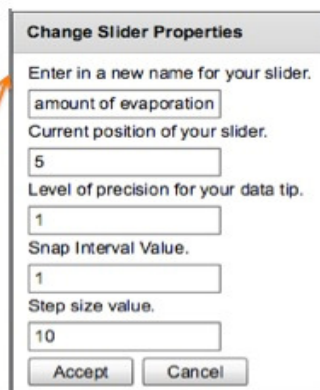 Change Slider Properties
Enter in a new name for your slider.
amount of evaporation
Current position of your slider.
5
Level of precision for your data tip.
1
Snap Interval Value.
1
Step size value.
10
Accept Cancel